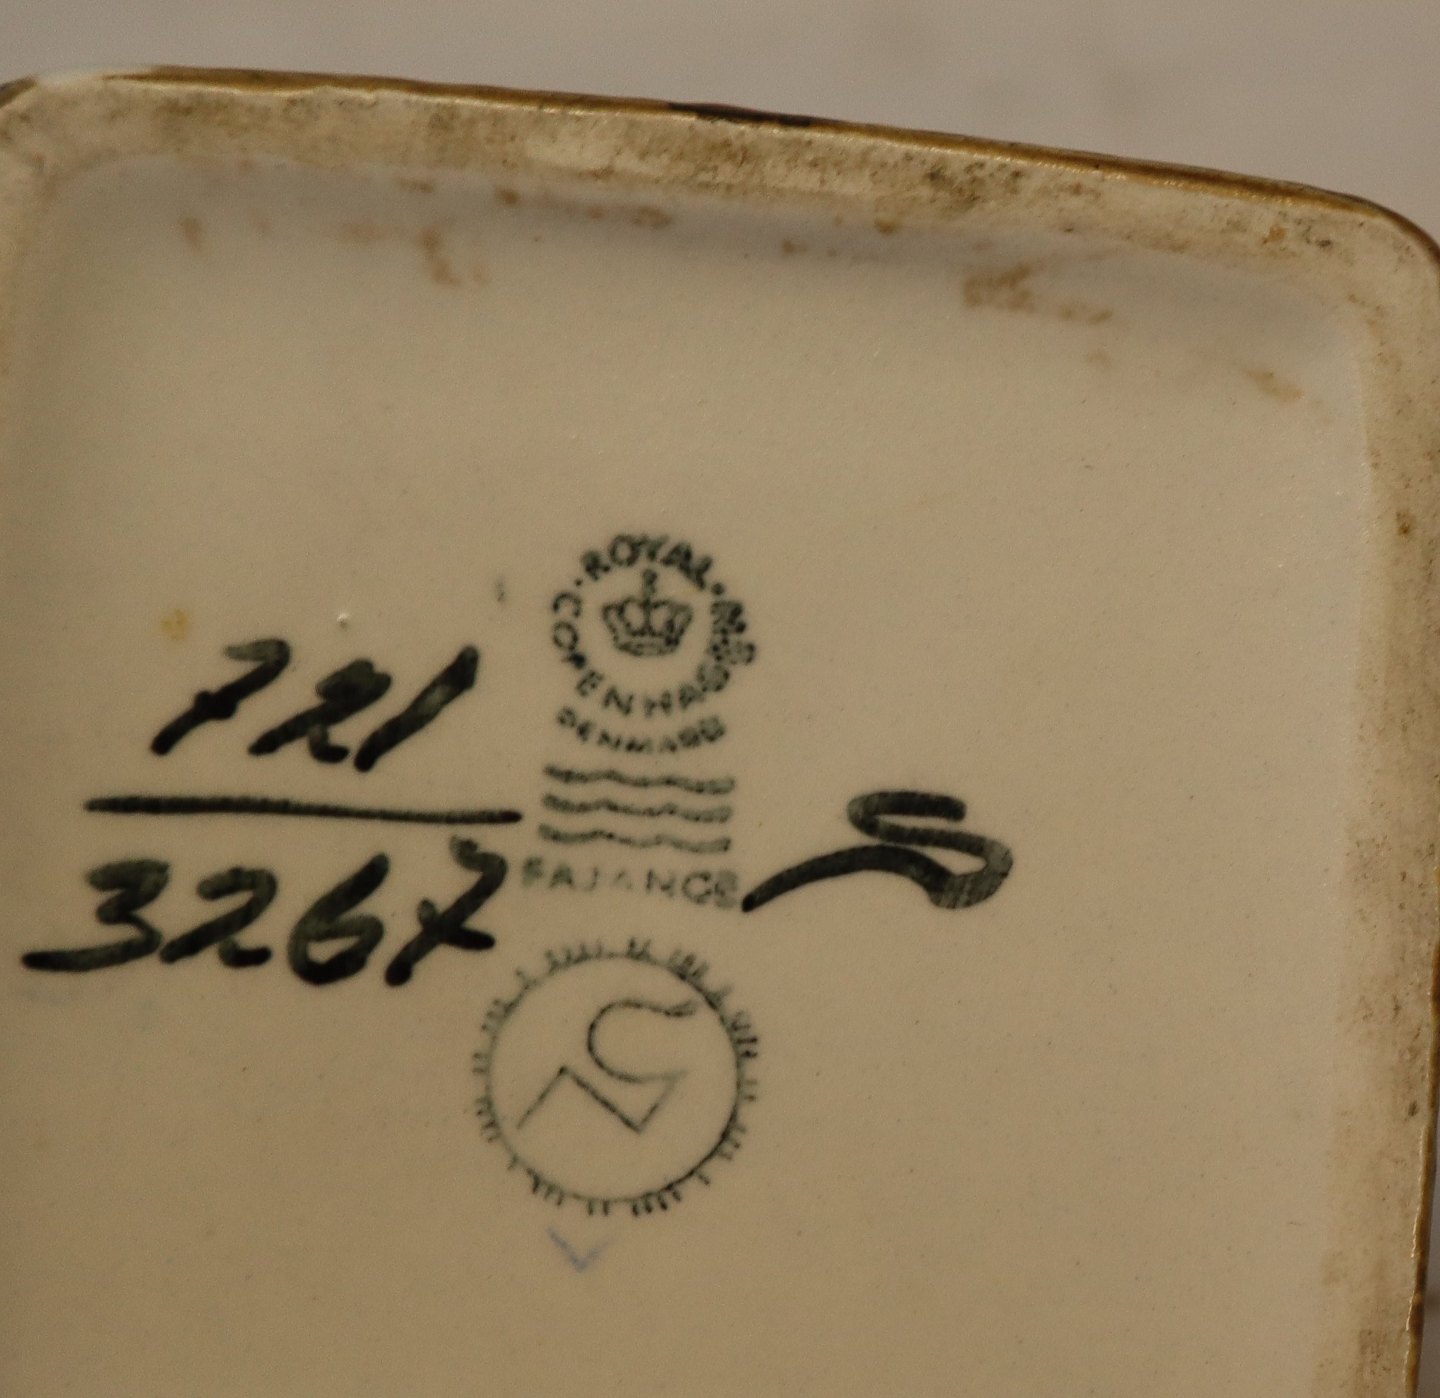 ROYAL
COPENHAGEN
DENMARK
FAJANCE
721
3267
S